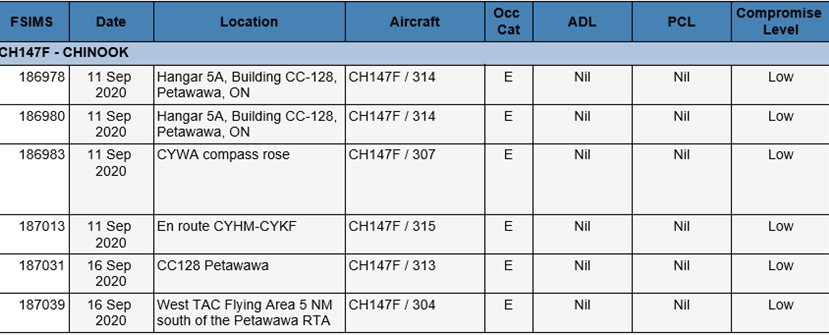 FSIMS Date Location Aircraft Occ Cat ADL PCL Compromise Level
CH147F - CHINOOK
186978 11 Sep 2020 Hangar 5A, Building CC-128, Petawawa, ON CH147F / 314 E Nil Nil Low
186980 11 Sep 2020 Hangar 5A, Building CC-128, Petawawa, ON CH147F / 314 E Nil Nil Low
186983 11 Sep 2020 CYWA compass rose CH147F / 307 E Nil Nil Low
187013 11 Sep 2020 En route CYHM-CYKF CH147F / 315 E Nil Nil Low
187031 16 Sep 2020 CC128 Petawawa CH147F / 313 E Nil Nil Low
187039 16 Sep 2020 West TAC Flying Area 5 NM south of the Petawawa RTA CH147F / 304 E Nil Nil Low